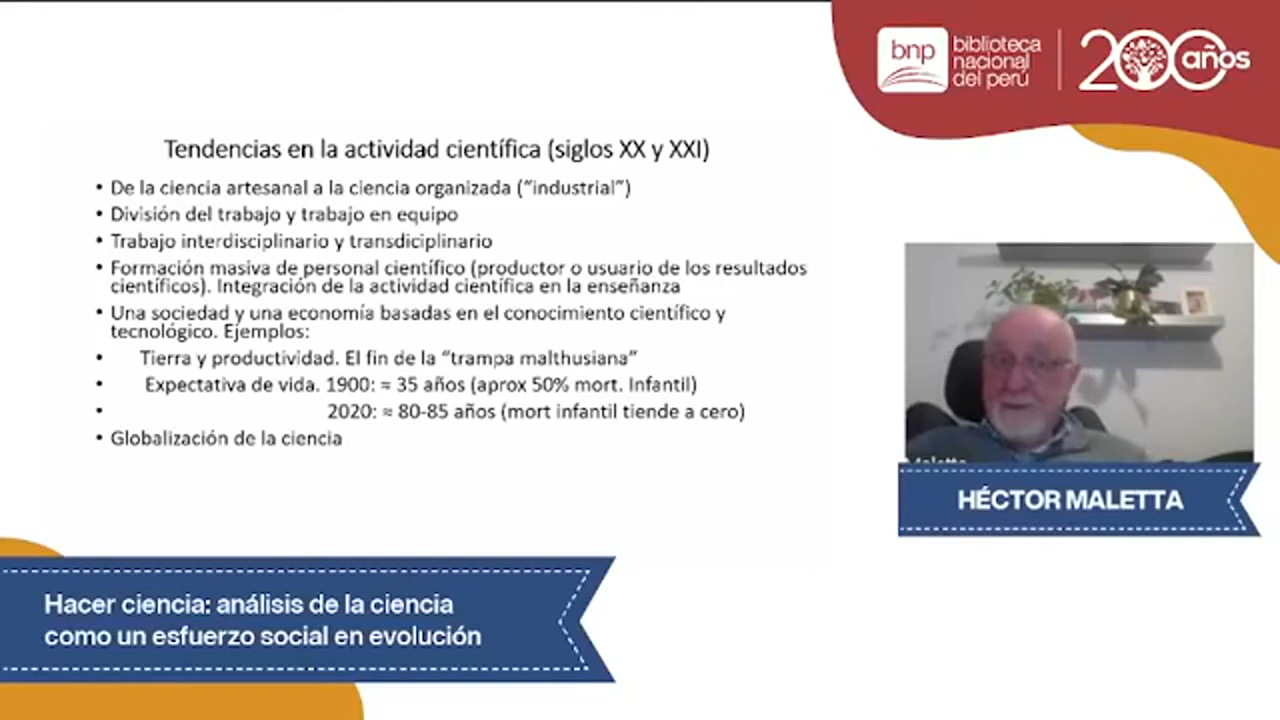 bnp
biblioteca
nacional
del perú
200 años
Tendencias en la actividad científica (siglos XX y XXI)
• De la ciencia artesanal a la ciencia organizada (“industrial”)
• División del trabajo y trabajo en equipo
• Trabajo interdisciplinario y transdiciplinario
• Formación masiva de personal científico (productor o usuario de los resultados
científicos). Integración de la actividad científica en la enseñanza
• Una sociedad y una economía basadas en el conocimiento científico y
tecnológico. Ejemplos:
• Tierra y productividad. El fin de la “trampa malthusiana”
• Expectativa de vida. 1900: ≈ 35 años (aprox 50% mort. Infantil)
• 2020: ≈ 80-85 años (mort infantil tiende a cero)
• Globalización de la ciencia
HÉCTOR MALETTA
Hacer ciencia: análisis de la ciencia
como un esfuerzo social en evolución